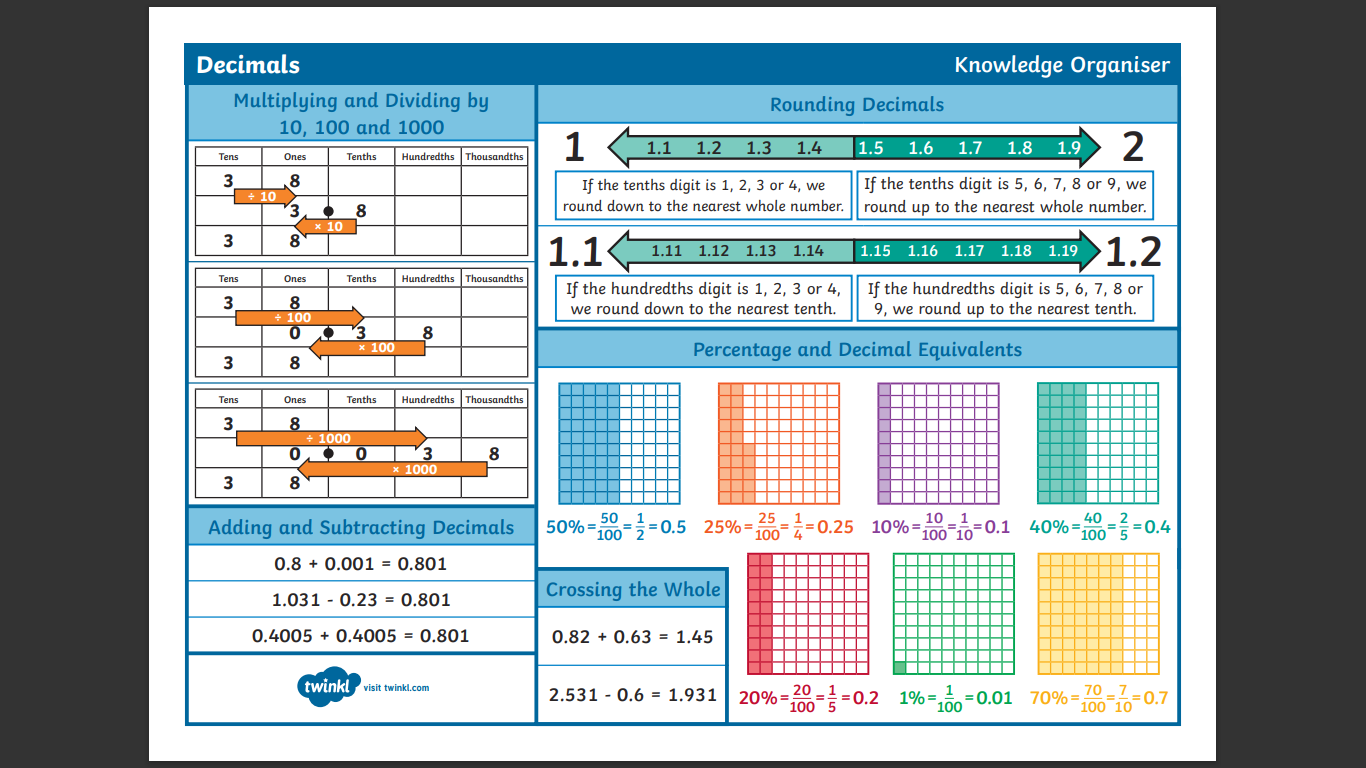 Decimals
Knowledge Organiser
Multiplying and Dividing by
10, 100 and 1000
Tens Ones Tenths Hundredths Thousandths
3 8
÷ 10
3 • 8
× 10
3 8
Tens Ones Tenths Hundredths Thousandths
3 8
÷ 100
0 • 3 8
× 100
3 8
Tens Ones Tenths Hundredths Thousandths
3 8
÷ 1000
0 • 0 3 8
× 1000
3 8
Adding and Subtracting Decimals
0.8 + 0.001 = 0.801
1.031 - 0.23 = 0.801
0.4005 + 0.4005 = 0.801
twinkl visit twinkl.com
Rounding Decimals
1 1.1 1.2 1.3 1.4 1.5 1.6 1.7 1.8 1.9 2
If the tenths digit is 1, 2, 3 or 4, we
round down to the nearest whole number.
If the tenths digit is 5, 6, 7, 8 or 9, we
round up to the nearest whole number.
1.1 1.11 1.12 1.13 1.14 1.15 1.16 1.17 1.18 1.19 1.2
If the hundredths digit is 1, 2, 3 or 4,
we round down to the nearest tenth.
If the hundredths digit is 5, 6, 7, 8 or
9, we round up to the nearest tenth.
Percentage and Decimal Equivalents
50% = 50/100 = 1/2 = 0.5
25% = 25/100 = 1/4 = 0.25
10% = 10/100 = 1/10 = 0.1
40% = 40/100 = 2/5 = 0.4
Crossing the Whole
0.82 + 0.63 = 1.45
2.531 - 0.6 = 1.931
20% = 20/100 = 1/5 = 0.2
1% = 1/100 = 0.01
70% = 70/100 = 7/10 = 0.7